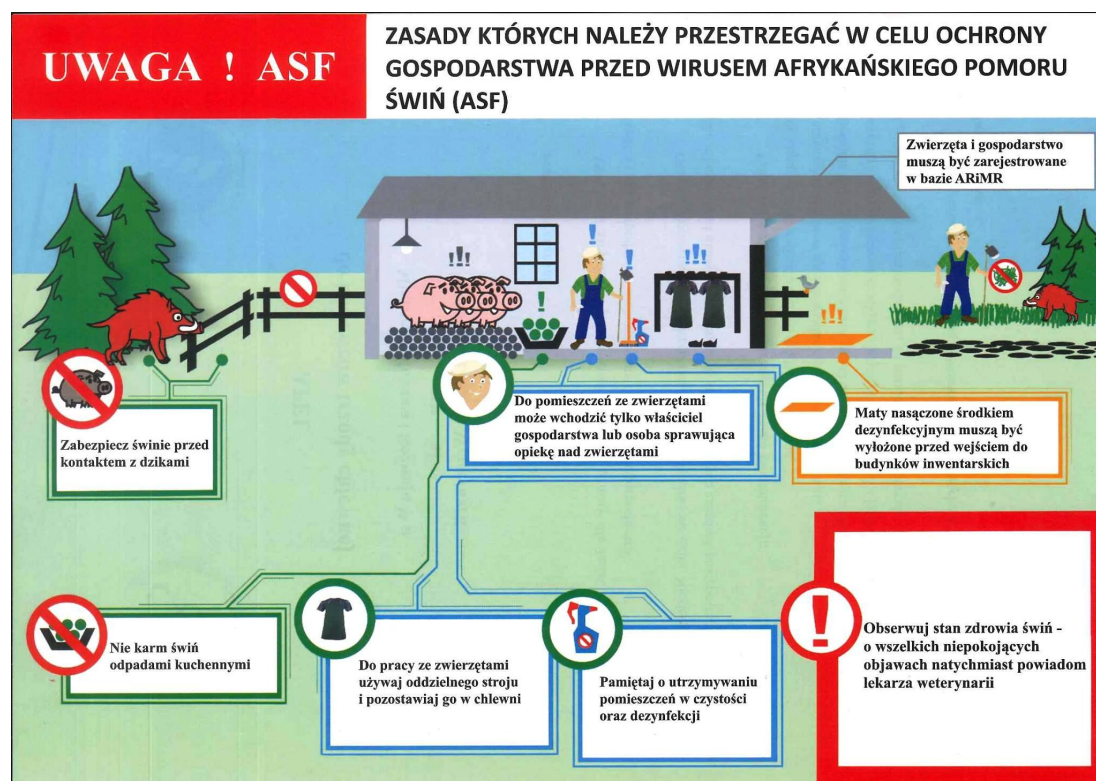 UWAGA ! ASF
ZASADY KTÓRYCH NALEŻY PRZESTRZEGAĆ W CELU OCHRONY
GOSPODARSTWA PRZED WIRUSEM AFRYKAŃSKIEGO POMORU
ŚWIŃ (ASF)
Zwierzęta i gospodarstwo
muszą być zarejestrowane
w bazie ARiMR
Zabezpiecz świnie przed
kontaktem z dzikami
Do pomieszczeń ze zwierzętami
może wchodzić tylko właściciel
gospodarstwa lub osoba sprawująca
opiekę nad zwierzętami
Maty nasączone środkiem
dezynfekcyjnym muszą być
wyłożone przed wejściem do
budynków inwentarskich
Nie karm świń
odpadami kuchennymi
Do pracy ze zwierzętami
używaj oddzielnego stroju
i pozostawiaj go w chlewni
Pamiętaj o utrzymywaniu
pomieszczeń w czystości
oraz dezynfekcji
Obserwuj stan zdrowia świń -
o wszelkich niepokojących
objawach natychmiast powiadom
lekarza weterynarii